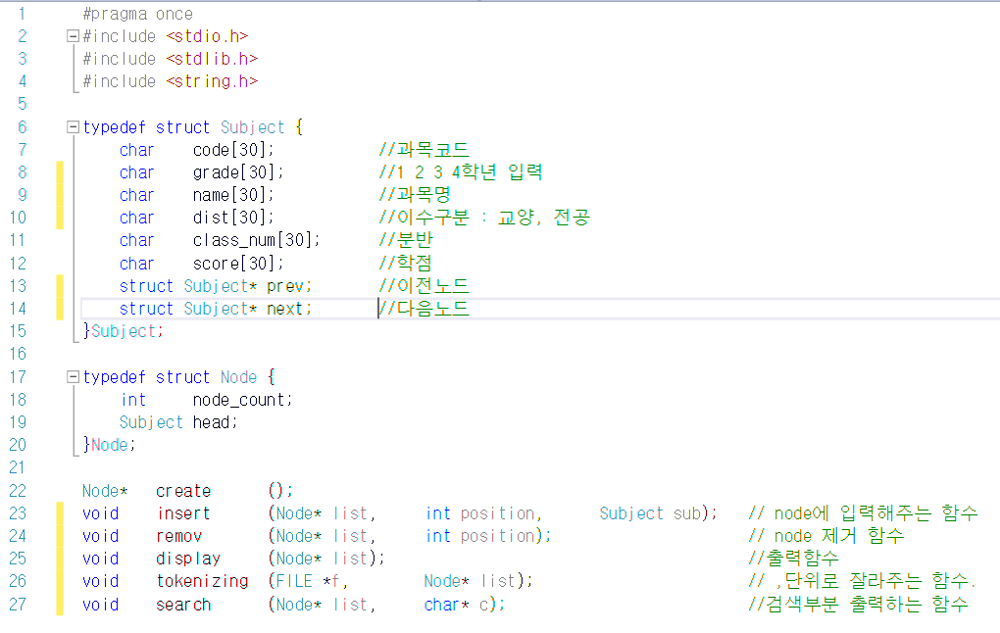 1 #pragma once
2 #include <stdio.h>
3 #include <stdlib.h>
4 #include <string.h>
5
6 typedef struct Subject {
7 char code[30]; //과목코드
8 char grade[30]; //1 2 3 4학년 입력
9 char name[30]; //과목명
10 char dist[30]; //이수구분 : 교양, 전공
11 char class_num[30]; //분반
12 char score[30]; //학점
13 struct Subject* prev; //이전노드
14 struct Subject* next; //다음노드
15 }Subject;
16
17 typedef struct Node {
18 int node_count;
19 Subject head;
20 }Node;
21
22 Node* create ();
23 void insert (Node* list, int position, Subject sub); // node에 입력해주는 함수
24 void remov (Node* list, int position); // node 제거 함수
25 void display (Node* list); //출력함수
26 void tokenizing (FILE *f, Node* list); // ,단위로 잘라주는 함수.
27 void search (Node* list, char* c); //검색부분 출력하는 함수